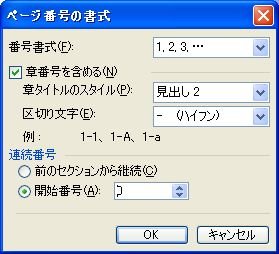 ページ番号の書式
番号書式(F): 1, 2, 3, …
章番号を含める(N)
章タイトルのスタイル(P): 見出し 2
区切り文字(E): - (ハイフン)
例: 1-1、1-A、1-a
連続番号
前のセクションから継続(C)
開始番号(A):
OK キャンセル